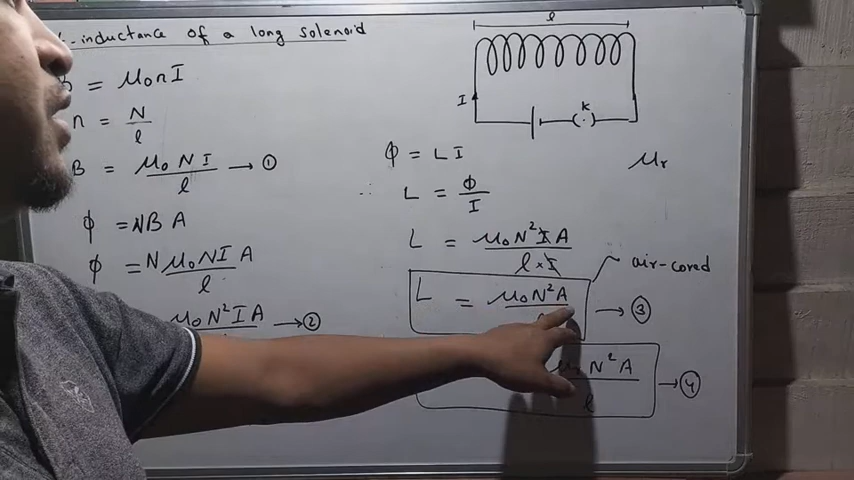 -inductance of a long solenoid
= μ₀nI
n = N/l
B = μ₀NI/l → ①
ϕ = NBA
ϕ = N μ₀NI/l A
μ₀N²IA → ②
l
I
k
ϕ = LI
∴ L = ϕ/I
L = μ₀N²IA/l×I
L = μ₀N²A → ③
air-cored
N²A/l → ④
μr